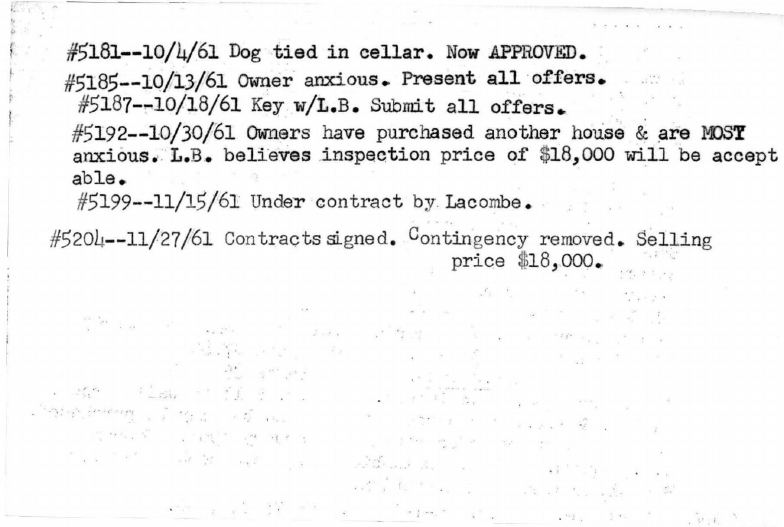 #5181--10/4/61 Dog tied in cellar. Now APPROVED.
#5185--10/13/61 Owner anxious. Present all offers.
#5187--10/18/61 Key w/L.B. Submit all offers.
#5192--10/30/61 Owners have purchased another house & are MOST
anxious. L.B. believes inspection price of $18,000 will be accept
able.
#5199--11/15/61 Under contract by Lacombe.
#5204--11/27/61 Contracts signed. Contingency removed. Selling
price $18,000.